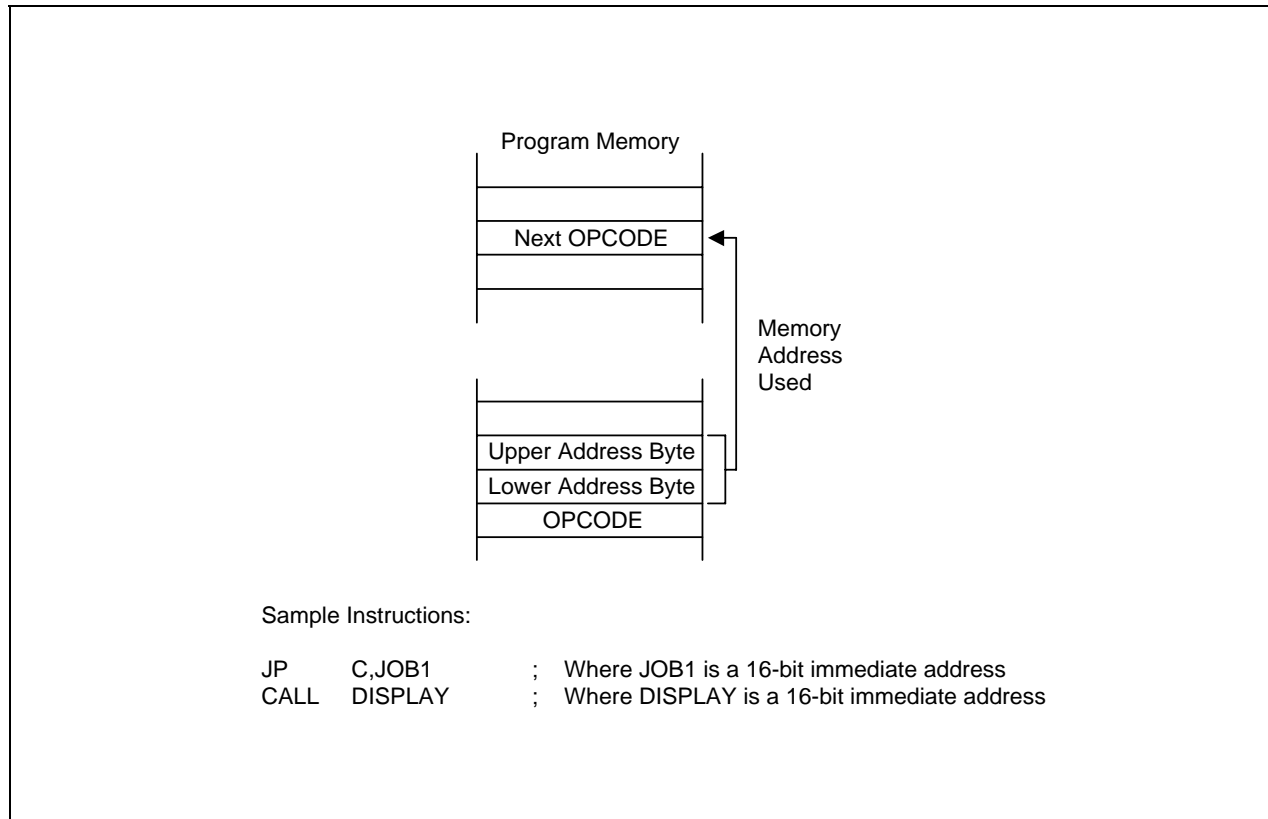 Program Memory
Next OPCODE
Memory
Address
Used
Upper Address Byte
Lower Address Byte
OPCODE
Sample Instructions:
JP C,JOB1 ; Where JOB1 is a 16-bit immediate address
CALL DISPLAY ; Where DISPLAY is a 16-bit immediate address